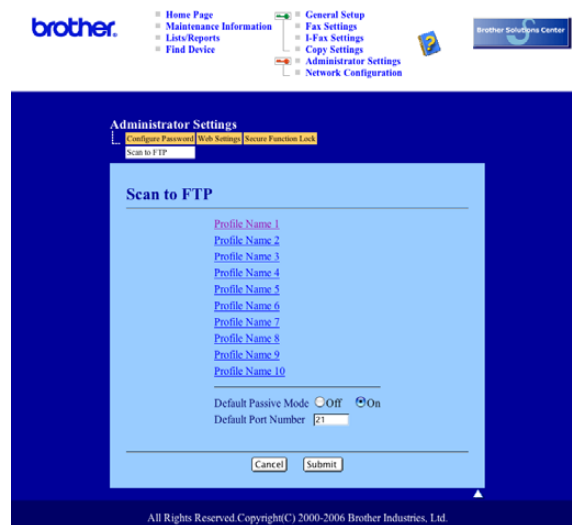 brother.
Home Page
Maintenance Information
Lists/Reports
Find Device
General Setup
Fax Settings
I-Fax Settings
Copy Settings
Administrator Settings
Network Configuration
?
Brother Solutions Center
Administrator Settings
Configure Password Web Settings Secure Function Lock
Scan to FTP
Scan to FTP
Profile Name 1
Profile Name 2
Profile Name 3
Profile Name 4
Profile Name 5
Profile Name 6
Profile Name 7
Profile Name 8
Profile Name 9
Profile Name 10
Default Passive Mode Off On
Default Port Number 21
Cancel Submit
All Rights Reserved.Copyright(C) 2000-2006 Brother Industries, Ltd.